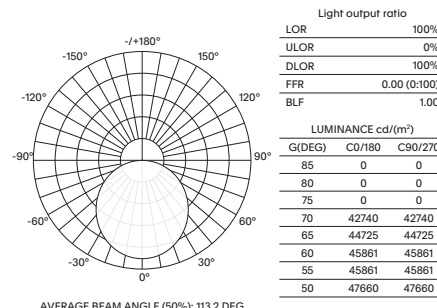 -/+180°
-150° 150°
-120° 120°
-90° 90°
-60° 60°
-30° 30°
0°
AVERAGE BEAM ANGLE (50%): 113.2 DEG
Light output ratio
LOR 100%
ULOR 0%
DLOR 100%
FFR 0.00 (0:100)
BLF 1.00
LUMINANCE cd/(m²)
G(DEG) C0/180 C90/270
85 0 0
80 0 0
75 0 0
70 42740 42740
65 44725 44725
60 45861 45861
55 45861 45861
50 47660 47660